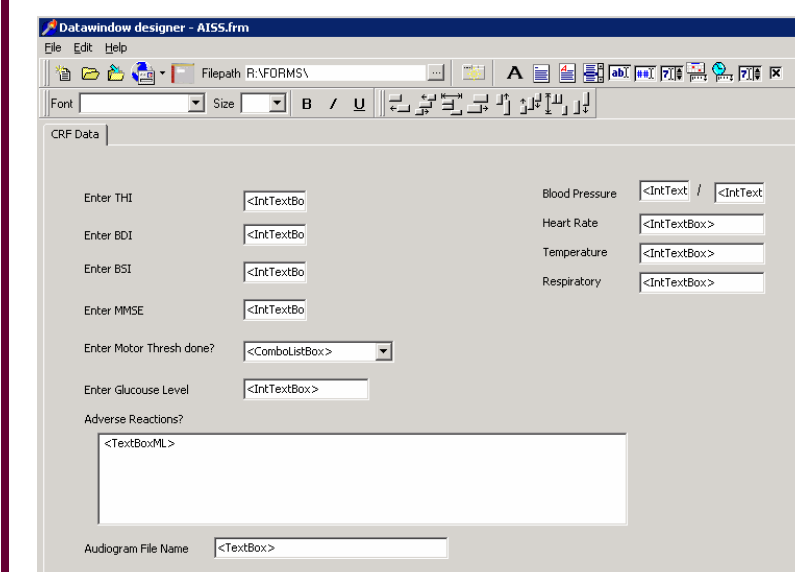 Datawindow designer - AISS.frm
File Edit Help
Filepath R:\FORMS\ ...
Font Size B / U
CRF Data
Enter THI <IntTextBo
Enter BDI <IntTextBo
Enter BSI <IntTextBo
Enter MMSE <IntTextBo
Enter Motor Thresh done? <ComboListBox>
Enter Glucouse Level <IntTextBox>
Blood Pressure <IntText / <IntText
Heart Rate <IntTextBox>
Temperature <IntTextBox>
Respiratory <IntTextBox>
Adverse Reactions?
<TextBoxML>
Audiogram File Name <TextBox>